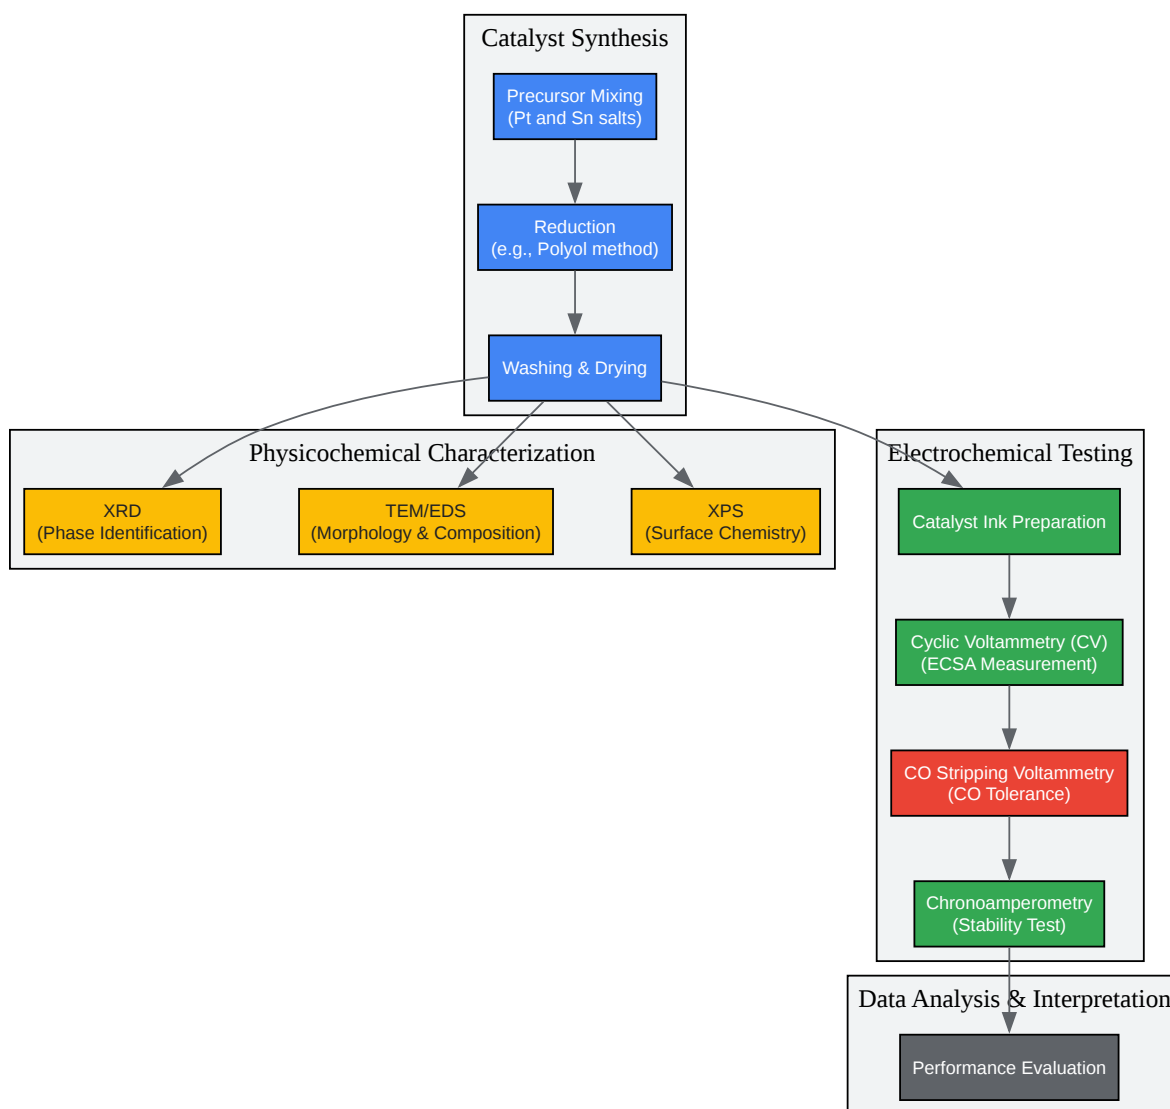 Catalyst Synthesis
Precursor Mixing
(Pt and Sn salts)
Reduction
(e.g., Polyol method)
Washing & Drying
Physicochemical Characterization
XRD
(Phase Identification)
TEM/EDS
(Morphology & Composition)
XPS
(Surface Chemistry)
Electrochemical Testing
Catalyst Ink Preparation
Cyclic Voltammetry (CV)
(ECSA Measurement)
CO Stripping Voltammetry
(CO Tolerance)
Chronoamperometry
(Stability Test)
Data Analysis & Interpretation
Performance Evaluation